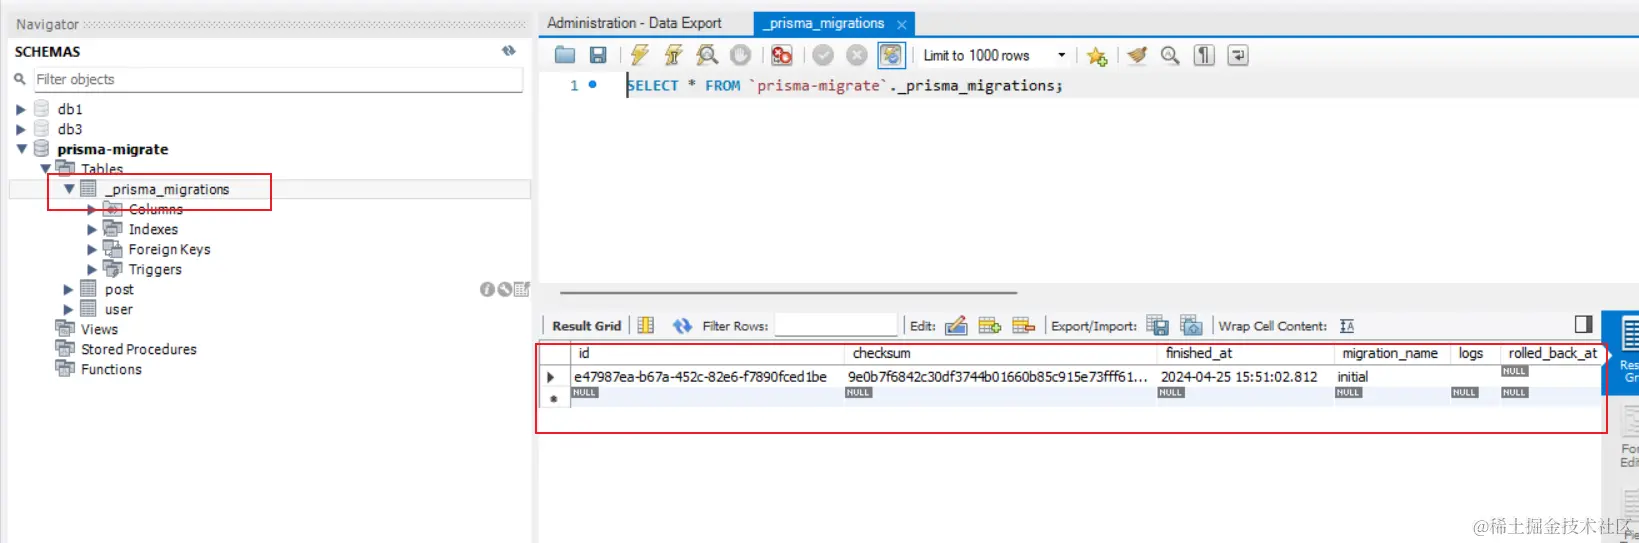 Navigator
SCHEMAS
Filter objects
db1
db3
prisma-migrate
Tables
_prisma_migrations
Columns
Indexes
Foreign Keys
Triggers
post
user
Views
Stored Procedures
Functions
Administration - Data Export
_prisma_migrations
Limit to 1000 rows
1
SELECT * FROM `prisma-migrate`._prisma_migrations;
Result Grid Filter Rows: Edit: Export/Import: Wrap Cell Content:
id checksum finished_at migration_name logs rolled_back_at
e47987ea-b67a-452c-82e6-f7890fced1be 9e0b7f6842c30df3744b01660b85c915e73fff61... 2024-04-25 15:51:02.812 initial NULL
NULL NULL NULL NULL NULL NULL
Res
Gr
For
Edit
@稀土掘金技术社区